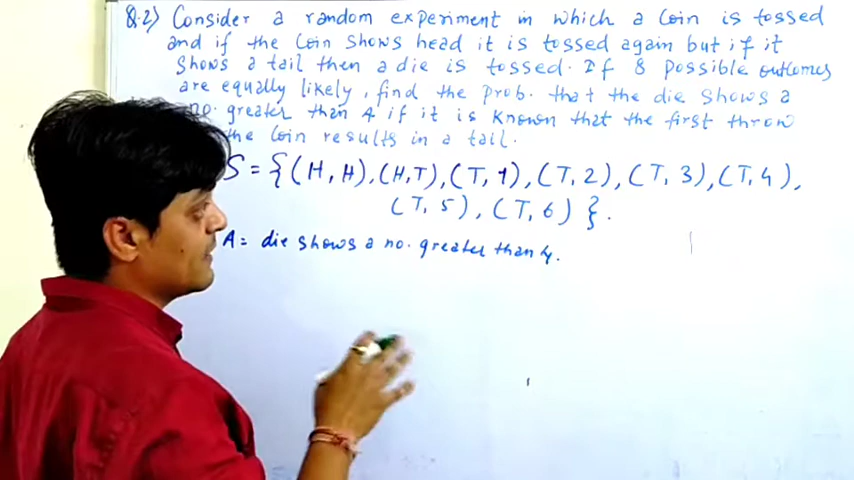 Q.2) Consider a random experiment in which a coin is tossed
and if the coin shows head it is tossed again but if it
shows a tail then a die is tossed. If 8 possible outcomes
are equally likely, find the prob. that the die shows a
no. greater than 4 if it is known that the first throw
the coin results in a tail.
S = {(H, H), (H,T), (T, 1), (T, 2), (T, 3), (T, 4),
(T, 5), (T, 6) }.
A = die shows a no. greater than 4.